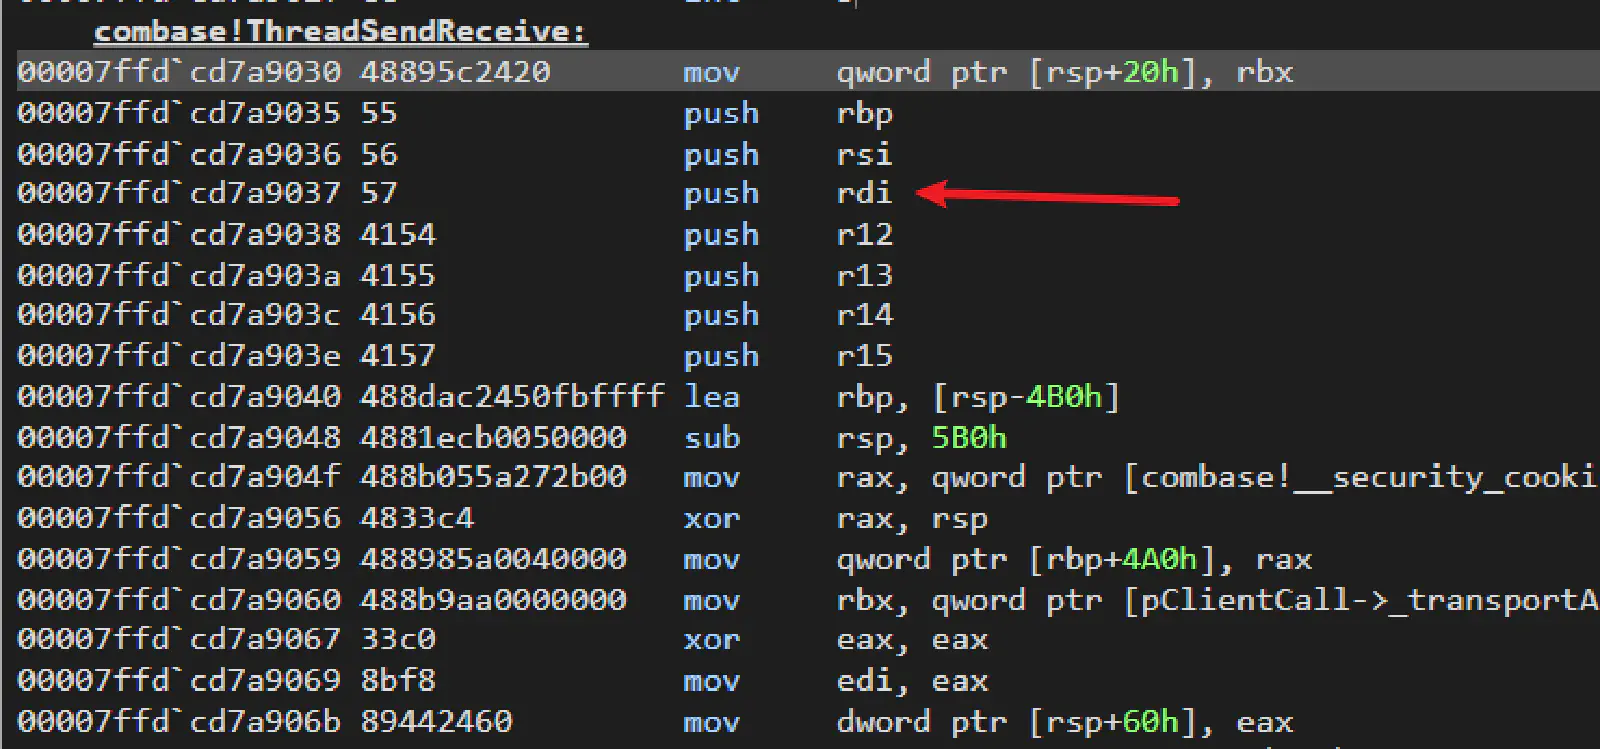 combase!ThreadSendReceive:
00007ffd`cd7a9030 48895c2420 mov qword ptr [rsp+20h], rbx
00007ffd`cd7a9035 55 push rbp
00007ffd`cd7a9036 56 push rsi
00007ffd`cd7a9037 57 push rdi
00007ffd`cd7a9038 4154 push r12
00007ffd`cd7a903a 4155 push r13
00007ffd`cd7a903c 4156 push r14
00007ffd`cd7a903e 4157 push r15
00007ffd`cd7a9040 488dac2450fbffff lea rbp, [rsp-4B0h]
00007ffd`cd7a9048 4881ecb0050000 sub rsp, 5B0h
00007ffd`cd7a904f 488b055a272b00 mov rax, qword ptr [combase!__security_cooki
00007ffd`cd7a9056 4833c4 xor rax, rsp
00007ffd`cd7a9059 488985a0040000 mov qword ptr [rbp+4A0h], rax
00007ffd`cd7a9060 488b9aa0000000 mov rbx, qword ptr [pClientCall->_transportA
00007ffd`cd7a9067 33c0 xor eax, eax
00007ffd`cd7a9069 8bf8 mov edi, eax
00007ffd`cd7a906b 89442460 mov dword ptr [rsp+60h], eax